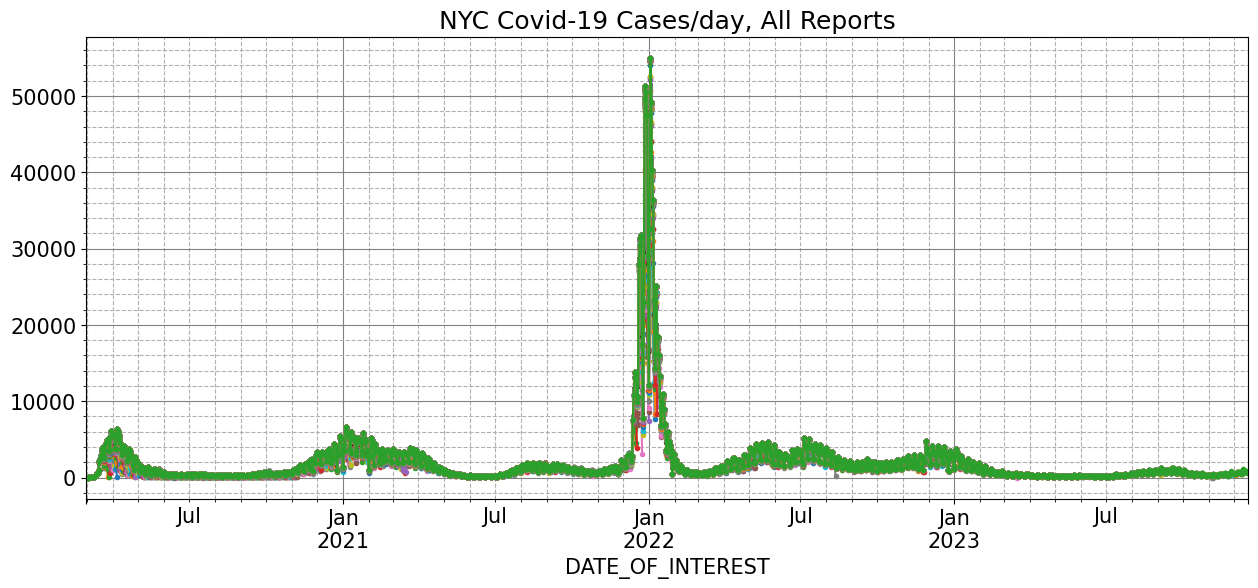 NYC Covid-19 Cases/day, All Reports
50000
40000
30000
20000
10000
0
Jul Jan Jul Jan Jul Jan Jul
2021 2022 2023
DATE_OF_INTEREST